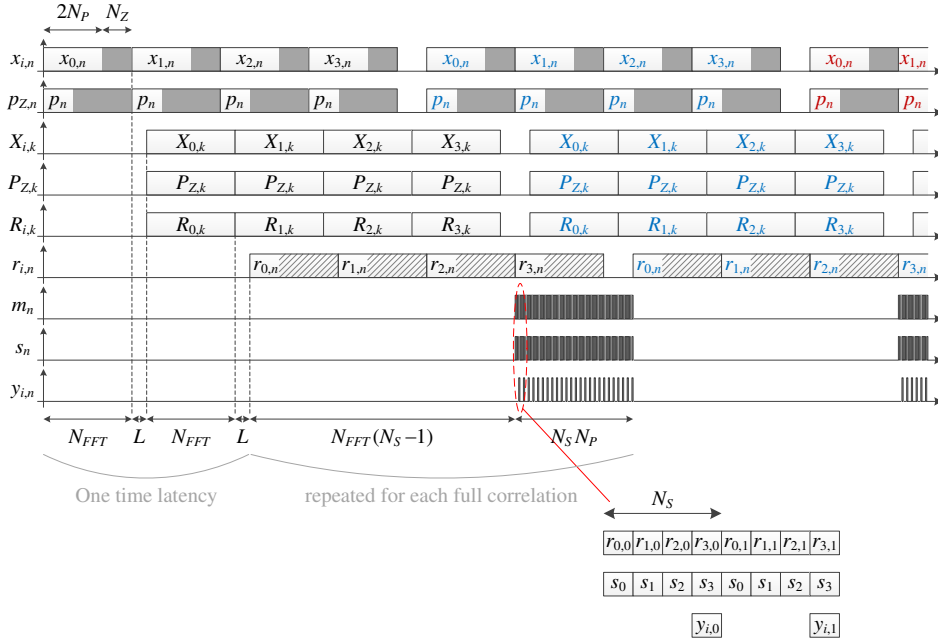 2N_P N_Z
x_{i,n} x_{0,n} x_{1,n} x_{2,n} x_{3,n} x_{0,n} x_{1,n} x_{2,n} x_{3,n} x_{0,n} x_{1,n}
p_{Z,n} p_n p_n p_n p_n p_n p_n p_n p_n p_n p_n
X_{i,k} X_{0,k} X_{1,k} X_{2,k} X_{3,k} X_{0,k} X_{1,k} X_{2,k} X_{3,k}
P_{Z,k} P_{Z,k} P_{Z,k} P_{Z,k} P_{Z,k} P_{Z,k} P_{Z,k} P_{Z,k} P_{Z,k}
R_{i,k} R_{0,k} R_{1,k} R_{2,k} R_{3,k} R_{0,k} R_{1,k} R_{2,k} R_{3,k}
r_{i,n} r_{0,n} r_{1,n} r_{2,n} r_{3,n} r_{0,n} r_{1,n} r_{2,n} r_{3,n}
m_n
s_n
y_{i,n}
N_{FFT} L N_{FFT} L N_{FFT}(N_S−1) N_S N_P
One time latency repeated for each full correlation
N_S
r_{0,0} r_{1,0} r_{2,0} r_{3,0} r_{0,1} r_{1,1} r_{2,1} r_{3,1}
s_0 s_1 s_2 s_3 s_0 s_1 s_2 s_3
y_{i,0} y_{i,1}